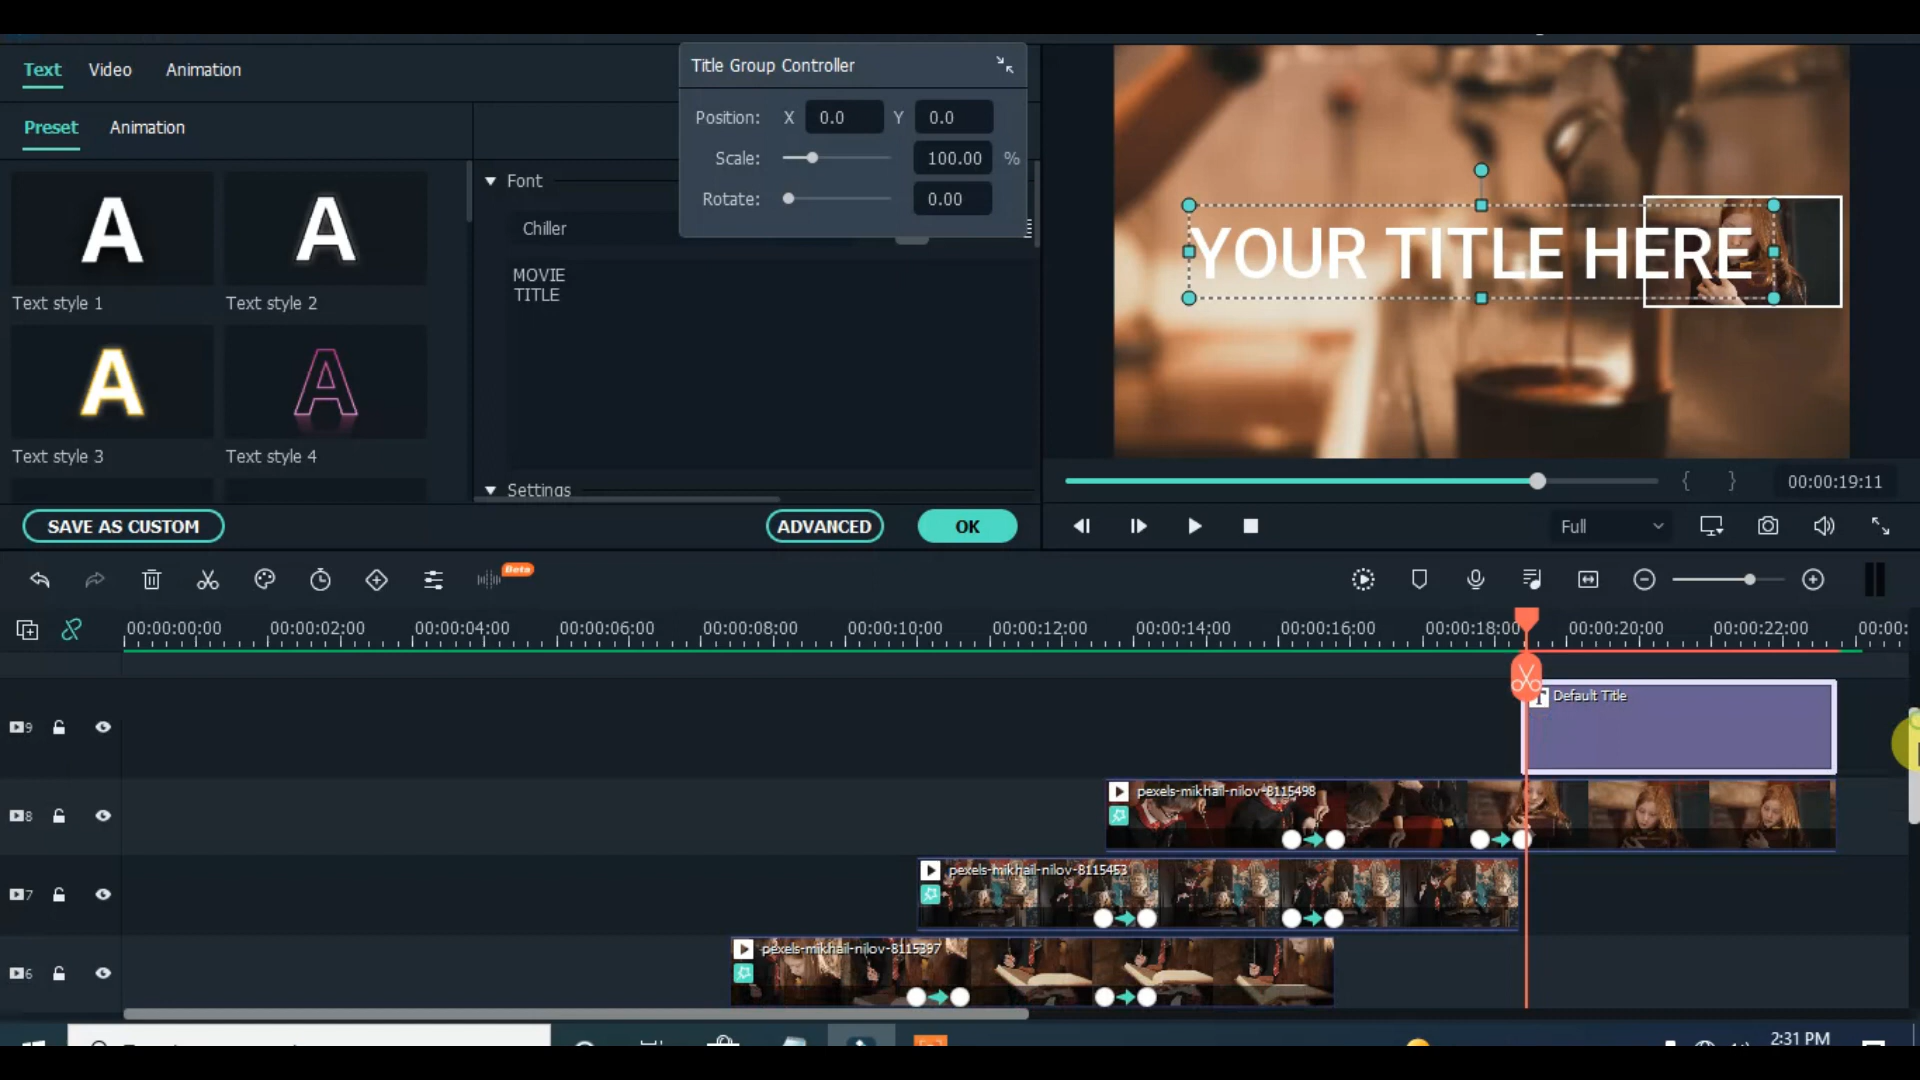 Text Video Animation
Preset Animation
Text style 1 Text style 2
Text style 3 Text style 4
SAVE AS CUSTOM ADVANCED OK
Font
Chiller
MOVIE
TITLE
Settings
Title Group Controller
Position: X 0.0 Y 0.0
Scale: 100.00 %
Rotate: 0.00
YOUR TITLE HERE
{ } 00:00:19:11
Full
Beta
00:00:00:00 00:00:02:00 00:00:04:00 00:00:06:00 00:00:08:00 00:00:10:00 00:00:12:00 00:00:14:00 00:00:16:00 00:00:18:00 00:00:20:00 00:00:22:00 00:00:
9
Default Title
8
pexels-mikhail-nilov-8115498
7
pexels-mikhail-nilov-8115453
6
pexels-mikhail-nilov-8115397
2:31 PM